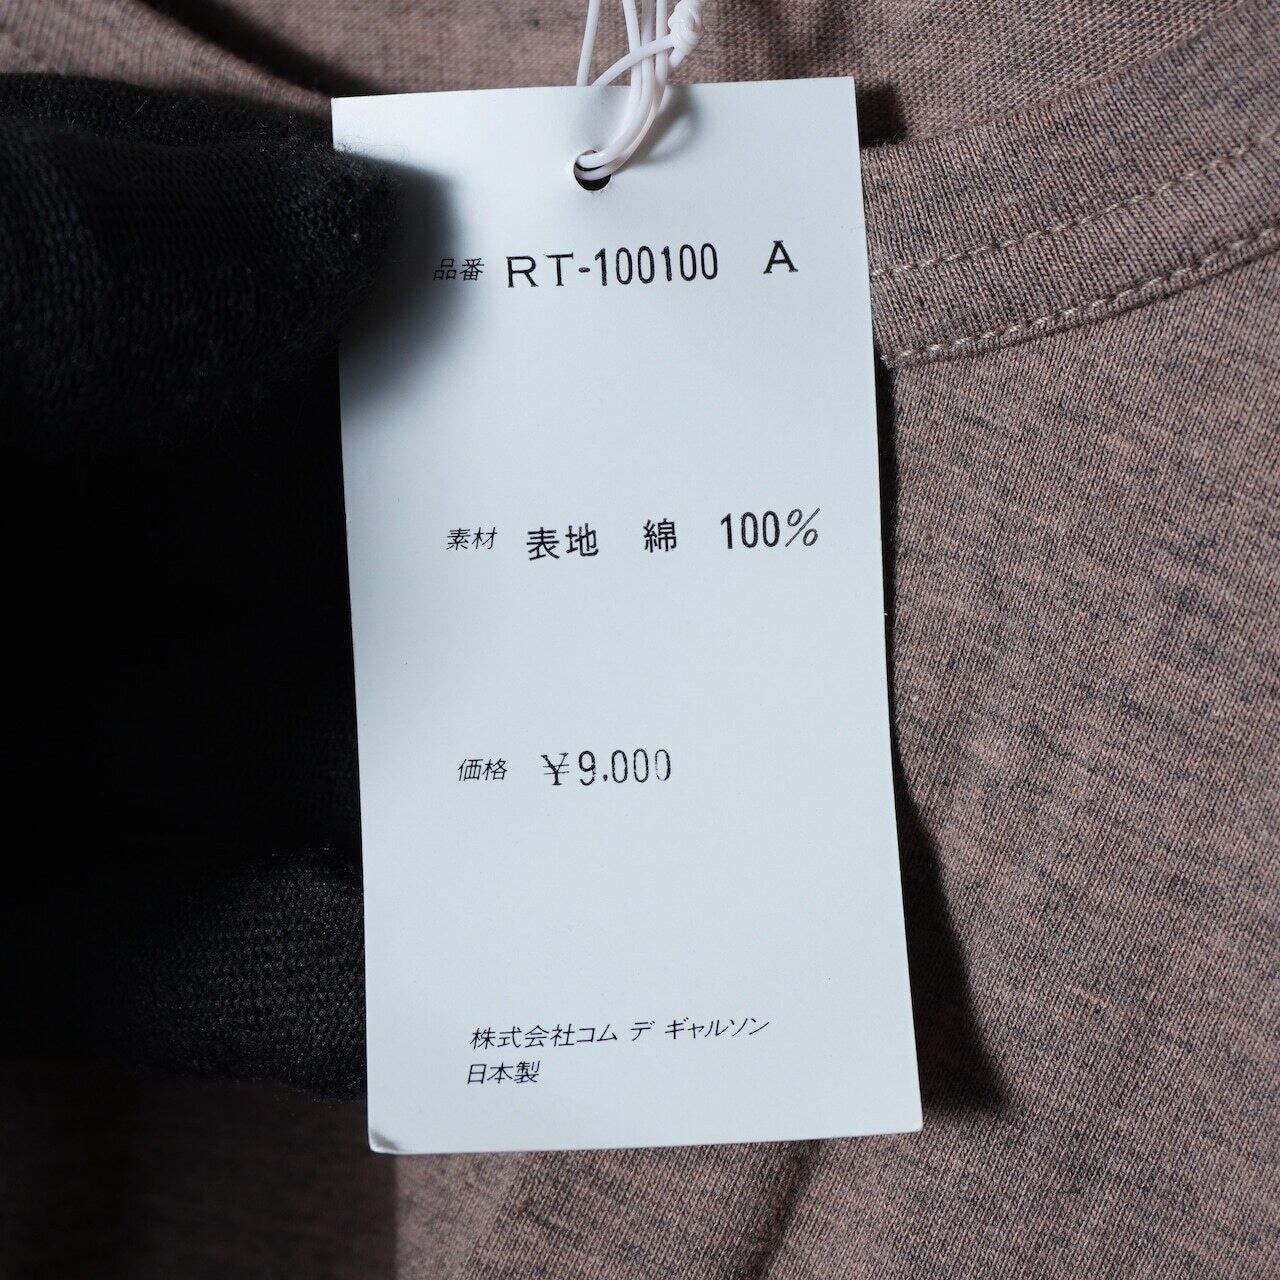 品番 RT-100100 A
素材 表地 綿 100%
価格 ¥9,000
株式会社コム デ ギャルソン
日本製